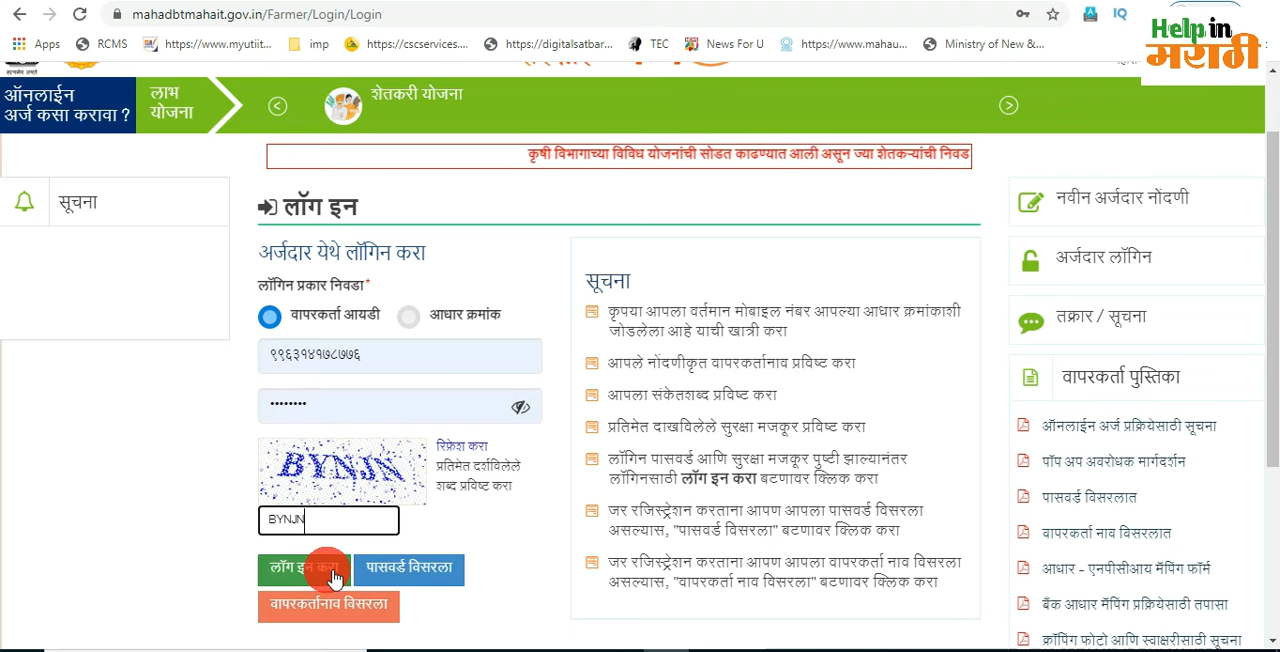 mahadbtmahait.gov.in/Farmer/Login/Login
Apps RCMS https://www.myutiit... imp https://cscservices.... https://digitalsatbar... TEC News For U https://www.mahau... Ministry of New &...
Help in
मराठी
ऑनलाईन
अर्ज कसा करावा ?
लाभ
योजना
शेतकरी योजना
कृषी विभागाच्या विविध योजनांची सोडत काढण्यात आली असून ज्या शेतकऱ्यांची निवड
सूचना
लॉग इन
अर्जदार येथे लॉगिन करा
लॉगिन प्रकार निवडा*
वापरकर्ता आयडी आधार क्रमांक
९९६३१४१७८७७६
••••••••
BYNJN
रिफ्रेश करा
प्रतिमेत दर्शविलेले
शब्द प्रविष्ट करा
BYNJN
लॉग इन करा पासवर्ड विसरला
वापरकर्तानाव विसरला
सूचना
कृपया आपला वर्तमान मोबाइल नंबर आपल्या आधार क्रमांकाशी
जोडलेला आहे याची खात्री करा
आपले नोंदणीकृत वापरकर्तानाव प्रविष्ट करा
आपला संकेतशब्द प्रविष्ट करा
प्रतिमेत दाखविलेले सुरक्षा मजकूर प्रविष्ट करा
लॉगिन पासवर्ड आणि सुरक्षा मजकूर पुष्टी झाल्यानंतर
लॉगिनसाठी लॉग इन करा बटणावर क्लिक करा
जर रजिस्ट्रेशन करताना आपण आपला पासवर्ड विसरला
असल्यास, "पासवर्ड विसरला" बटणावर क्लिक करा
जर रजिस्ट्रेशन करताना आपण आपला वापरकर्ता नाव विसरला
असल्यास, "वापरकर्ता नाव विसरला" बटणावर क्लिक करा
नवीन अर्जदार नोंदणी
अर्जदार लॉगिन
तक्रार / सूचना
वापरकर्ता पुस्तिका
ऑनलाईन अर्ज प्रक्रियेसाठी सूचना
पॉप अप अवरोधक मार्गदर्शन
पासवर्ड विसरलात
वापरकर्ता नाव विसरलात
आधार - एनपीसीआय मॅपिंग फॉर्म
बँक आधार मॅपिंग प्रक्रियेसाठी तपासा
क्रॉपिंग फोटो आणि स्वाक्षरीसाठी सूचना